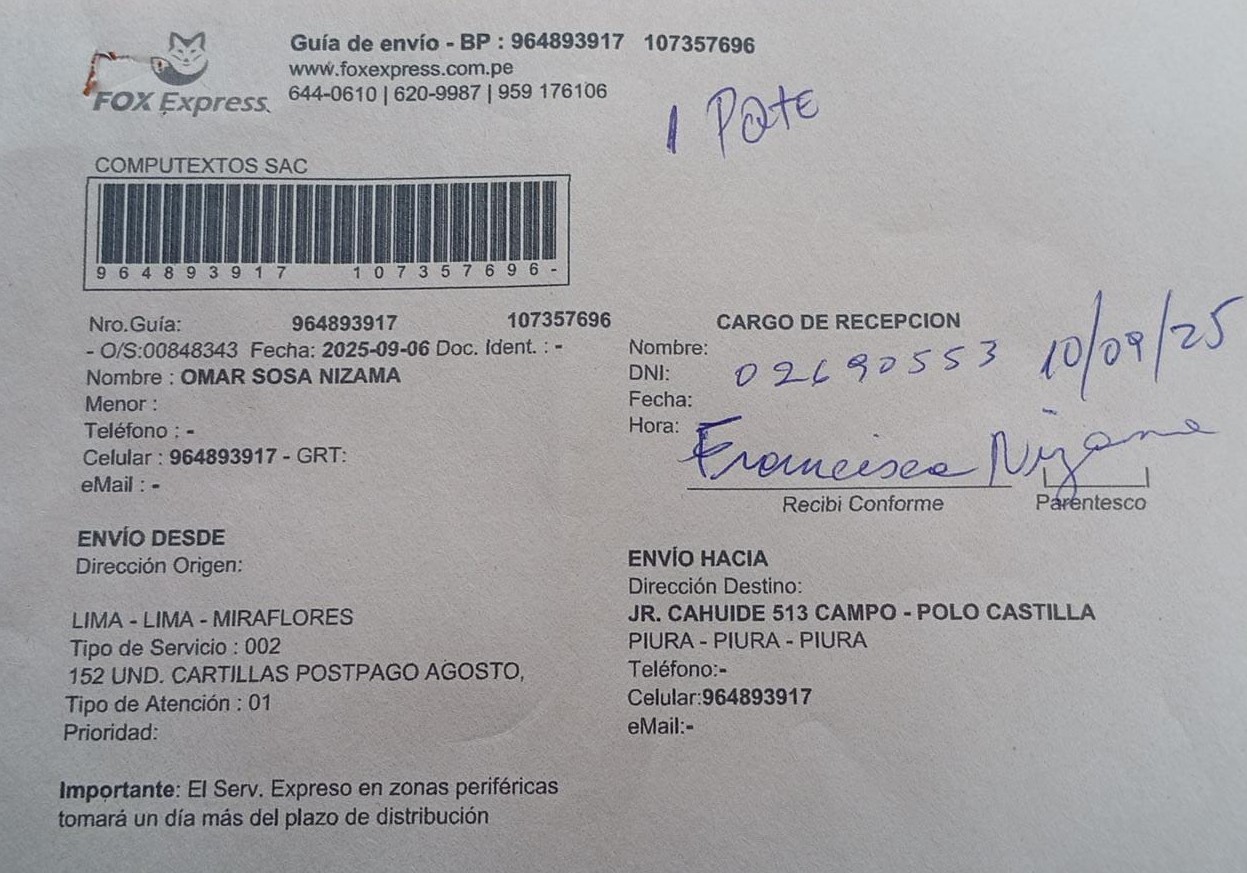 Guía de envío - BP : 964893917 107357696
www.foxexpress.com.pe
644-0610 | 620-9987 | 959 176106
FOX Express
1 Pqte
COMPUTEXTOS SAC
964893917 107357696-
Nro.Guía: 964893917 107357696
- O/S:00848343 Fecha: 2025-09-06 Doc. Ident. : -
Nombre : OMAR SOSA NIZAMA
Menor :
Teléfono : -
Celular : 964893917 - GRT:
eMail : -
CARGO DE RECEPCION
Nombre:
DNI: 02690553 10/09/25
Fecha:
Hora:
Francisca Nizama
Recibi Conforme Parentesco
ENVÍO DESDE
Dirección Origen:
LIMA - LIMA - MIRAFLORES
Tipo de Servicio : 002
152 UND. CARTILLAS POSTPAGO AGOSTO,
Tipo de Atención : 01
Prioridad:
ENVÍO HACIA
Dirección Destino:
JR. CAHUIDE 513 CAMPO - POLO CASTILLA
PIURA - PIURA - PIURA
Teléfono:-
Celular:964893917
eMail:-
Importante: El Serv. Expreso en zonas periféricas
tomará un día más del plazo de distribución